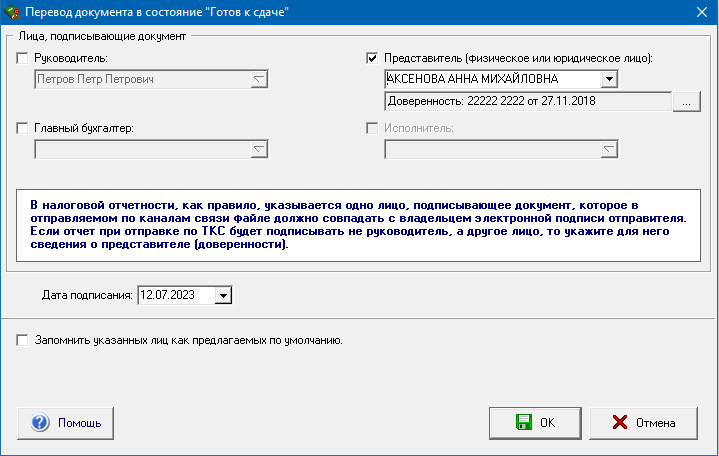 Перевод документа в состояние "Готов к сдаче"
Лица, подписывающие документ
Руководитель:
Представитель (физическое или юридическое лицо):
Петров Петр Петрович
АКСЕНОВА АННА МИХАЙЛОВНА
Доверенность: 22222 2222 от 27.11.2018
...
Главный бухгалтер:
Исполнитель:
В налоговой отчетности, как правило, указывается одно лицо, подписывающее документ, которое в
отправляемом по каналам связи файле должно совпадать с владельцем электронной подписи отправителя.
Если отчет при отправке по ТКС будет подписывать не руководитель, а другое лицо, то укажите для него
сведения о представителе (доверенности).
Дата подписания: 12.07.2023
Запомнить указанных лиц как предлагаемых по умолчанию.
Помощь
OK
Отмена